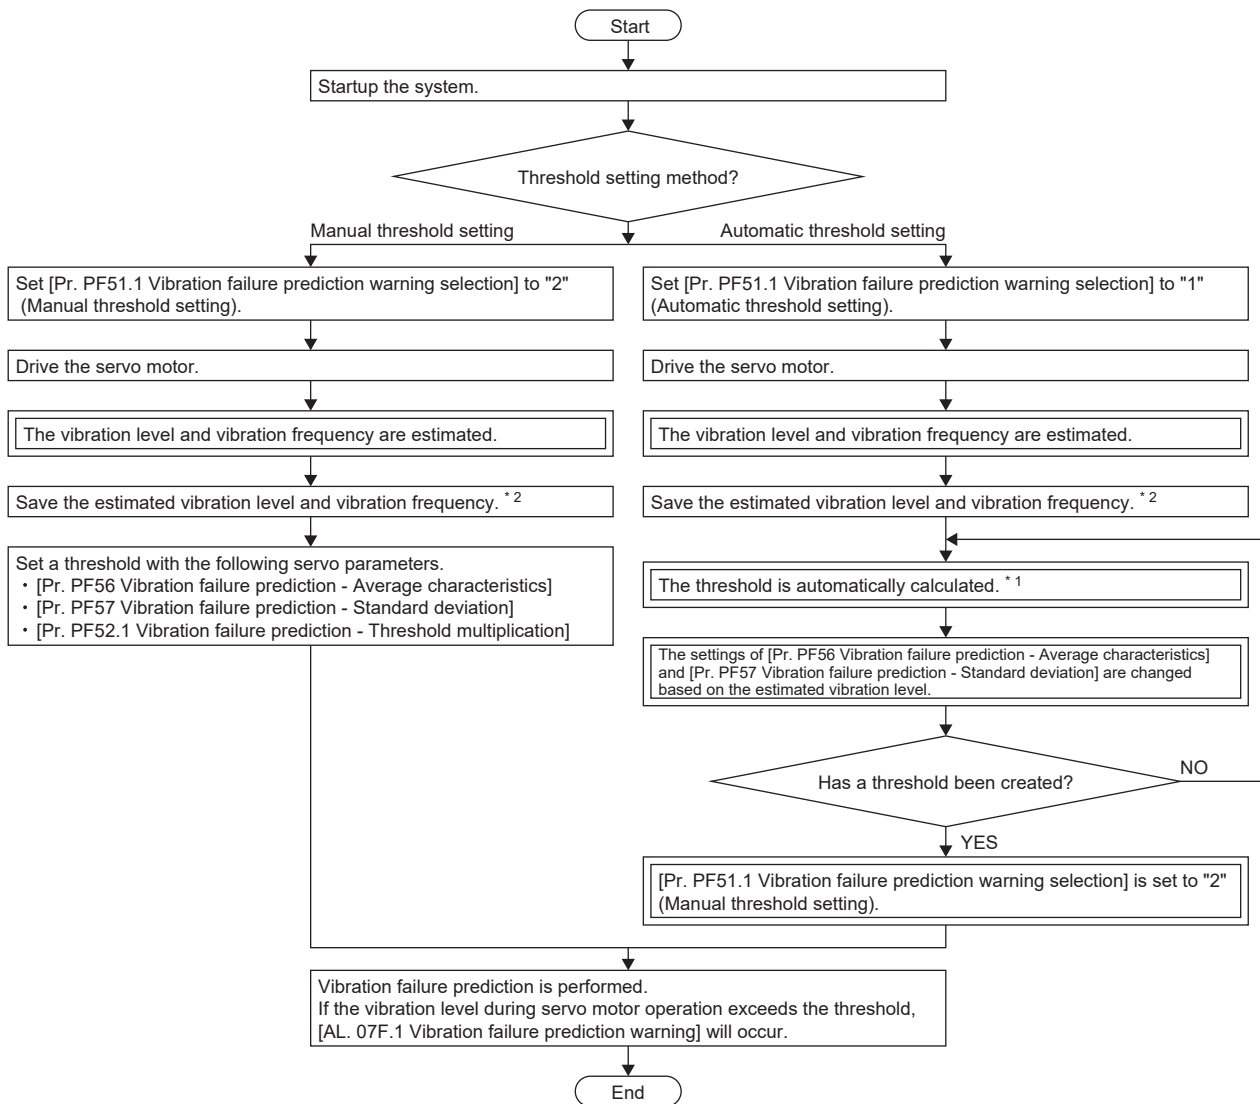 Start
Startup the system.
Threshold setting method?
Manual threshold setting
Automatic threshold setting
Set [Pr. PF51.1 Vibration failure prediction warning selection] to "2"
(Manual threshold setting).
Drive the servo motor.
The vibration level and vibration frequency are estimated.
Save the estimated vibration level and vibration frequency. * 2
Set a threshold with the following servo parameters.
・[Pr. PF56 Vibration failure prediction - Average characteristics]
・[Pr. PF57 Vibration failure prediction - Standard deviation]
・[Pr. PF52.1 Vibration failure prediction - Threshold multiplication]
Set [Pr. PF51.1 Vibration failure prediction warning selection] to "1"
(Automatic threshold setting).
Drive the servo motor.
The vibration level and vibration frequency are estimated.
Save the estimated vibration level and vibration frequency. * 2
The threshold is automatically calculated. * 1
The settings of [Pr. PF56 Vibration failure prediction - Average characteristics]
and [Pr. PF57 Vibration failure prediction - Standard deviation] are changed
based on the estimated vibration level.
Has a threshold been created?
NO
YES
[Pr. PF51.1 Vibration failure prediction warning selection] is set to "2"
(Manual threshold setting).
Vibration failure prediction is performed.
If the vibration level during servo motor operation exceeds the threshold,
[AL. 07F.1 Vibration failure prediction warning] will occur.
End